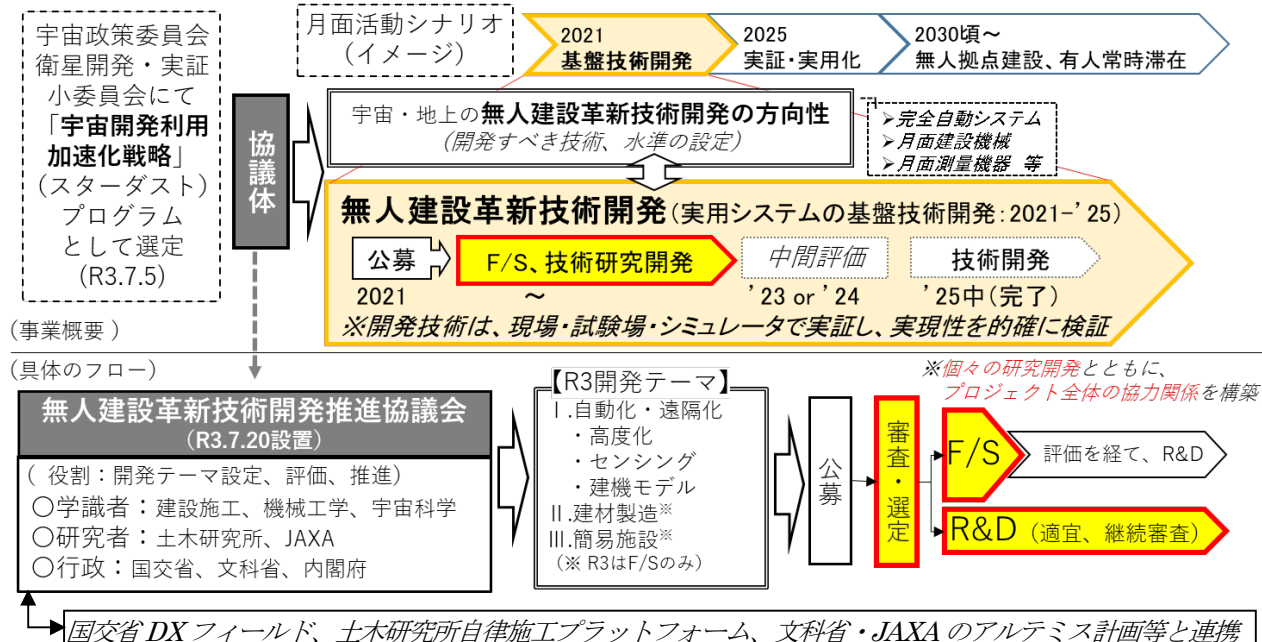 宇宙政策委員会
衛星開発・実証
小委員会にて
「宇宙開発利用
加速化戦略」
（スターダスト）
プログラム
として選定
(R3.7.5)
月面活動シナリオ
（イメージ）
2021
基盤技術開発
2025
実証・実用化
2030頃～
無人拠点建設、有人常時滞在
協議体
宇宙・地上の無人建設革新技術開発の方向性
(開発すべき技術、水準の設定)
➢完全自動システム
➢月面建設機械
➢月面測量機器 等
無人建設革新技術開発(実用システムの基盤技術開発：2021-'25)
公募
F/S、技術研究開発
中間評価
技術開発
2021 ～ '23 or '24 '25中(完了)
※開発技術は、現場・試験場・シミュレータで実証し、実現性を的確に検証
(事業概要 )
(具体のフロー)
無人建設革新技術開発推進協議会
(R3.7.20設置)
( 役割：開発テーマ設定、評価、推進)
〇学識者：建設施工、機械工学、宇宙科学
〇研究者：土木研究所、JAXA
〇行政：国交省、文科省、内閣府
【R3開発テーマ】
Ⅰ.自動化・遠隔化
・高度化
・センシング
・建機モデル
Ⅱ.建材製造※
Ⅲ.簡易施設※
(※ R3はF/Sのみ)
公募
審査・選定
※個々の研究開発とともに、
プロジェクト全体の協力関係を構築
F/S
評価を経て、R&D
R&D (適宜、継続審査)
国交省 DX フィールド、土木研究所自律施工プラットフォーム、文科省・JAXA のアルテミス計画等と連携